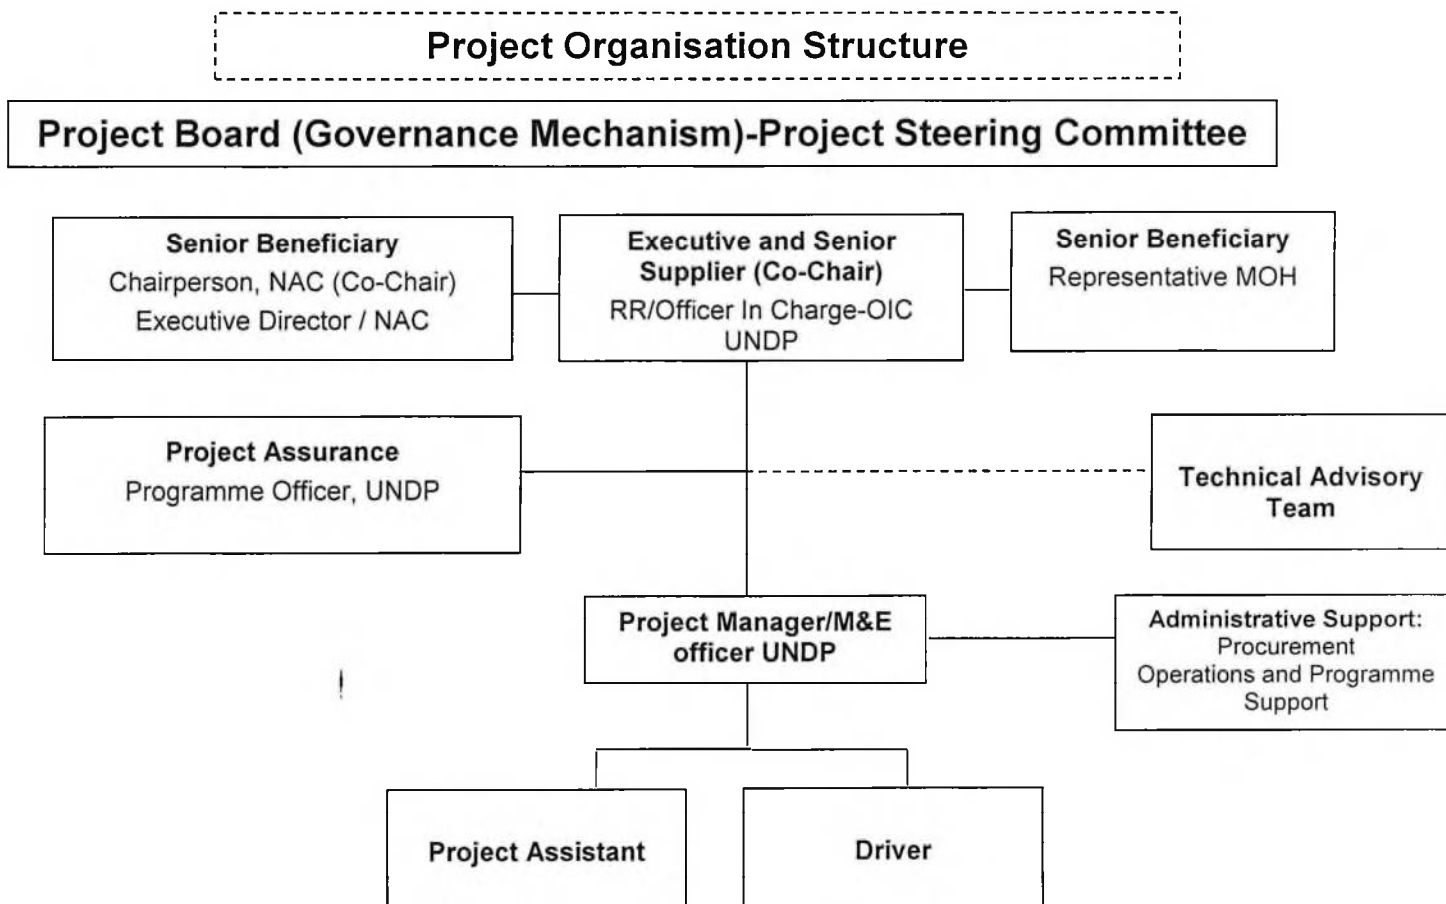 Project Organisation Structure
Project Board (Governance Mechanism)-Project Steering Committee
Senior Beneficiary
Chairperson, NAC (Co-Chair)
Executive Director / NAC
Executive and Senior
Supplier (Co-Chair)
RR/Officer In Charge-OIC
UNDP
Senior Beneficiary
Representative MOH
Project Assurance
Programme Officer, UNDP
Technical Advisory
Team
Project Manager/M&E
officer UNDP
Administrative Support:
Procurement
Operations and Programme
Support
Project Assistant
Driver